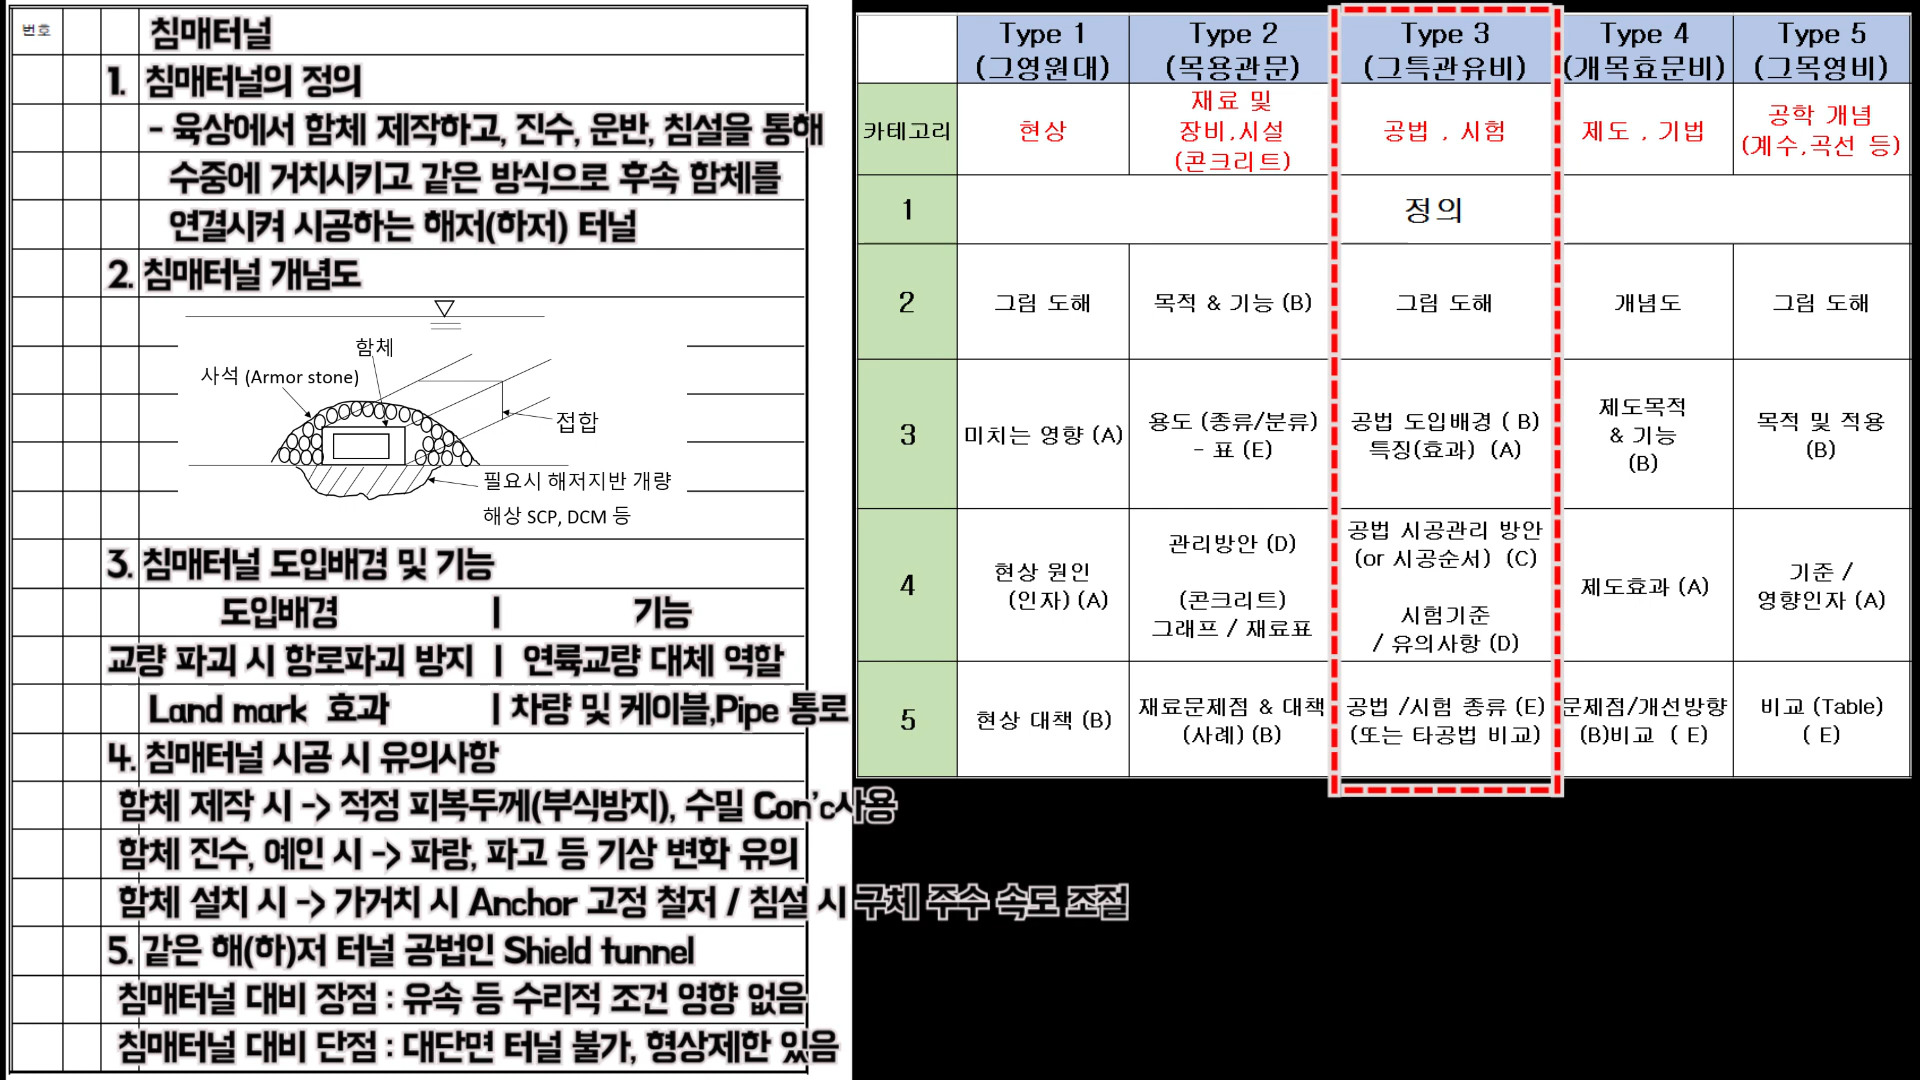 번호
침매터널
1. 침매터널의 정의
- 육상에서 함체 제작하고, 진수, 운반, 침설을 통해
수중에 거치시키고 같은 방식으로 후속 함체를
연결시켜 시공하는 해저(하저) 터널
2. 침매터널 개념도
함체
사석 (Armor stone)
접합
필요시 해저지반 개량
해상 SCP, DCM 등
3. 침매터널 도입배경 및 기능
도입배경 | 기능
교량 파괴 시 항로파괴 방지 | 연륙교량 대체 역할
Land mark 효과 | 차량 및 케이블,Pipe 통로
4. 침매터널 시공 시 유의사항
함체 제작 시 -> 적정 피복두께(부식방지), 수밀 Con'c사용
함체 진수, 예인 시 -> 파랑, 파고 등 기상 변화 유의
함체 설치 시 -> 가거치 시 Anchor 고정 철저 / 침설 시 구체 주수 속도 조절
5. 같은 해(하)저 터널 공법인 Shield tunnel
침매터널 대비 장점 : 유속 등 수리적 조건 영향 없음
침매터널 대비 단점 : 대단면 터널 불가, 형상제한 있음
Type 1 Type 2 Type 3 Type 4 Type 5
(그영원대) (목용관문) (그특관유비) (개목효문비) (그목영비)
카테고리
현상
재료 및
장비,시설
(콘크리트)
공법 , 시험
제도 , 기법
공학 개념
(계수,곡선 등)
1
정의
2
그림 도해
목적 & 기능 (B)
그림 도해
개념도
그림 도해
3
미치는 영향 (A)
용도 (종류/분류)
- 표 (E)
공법 도입배경 ( B)
특징(효과) (A)
제도목적
& 기능
(B)
목적 및 적용
(B)
4
현상 원인
(인자) (A)
관리방안 (D)
(콘크리트)
그래프 / 재료표
공법 시공관리 방안
(or 시공순서) (C)
시험기준
/ 유의사항 (D)
제도효과 (A)
기준 /
영향인자 (A)
5
현상 대책 (B)
재료문제점 & 대책
(사례) (B)
공법 /시험 종류 (E)
(또는 타공법 비교)
문제점/개선방향
(B)비교 ( E)
비교 (Table)
( E)